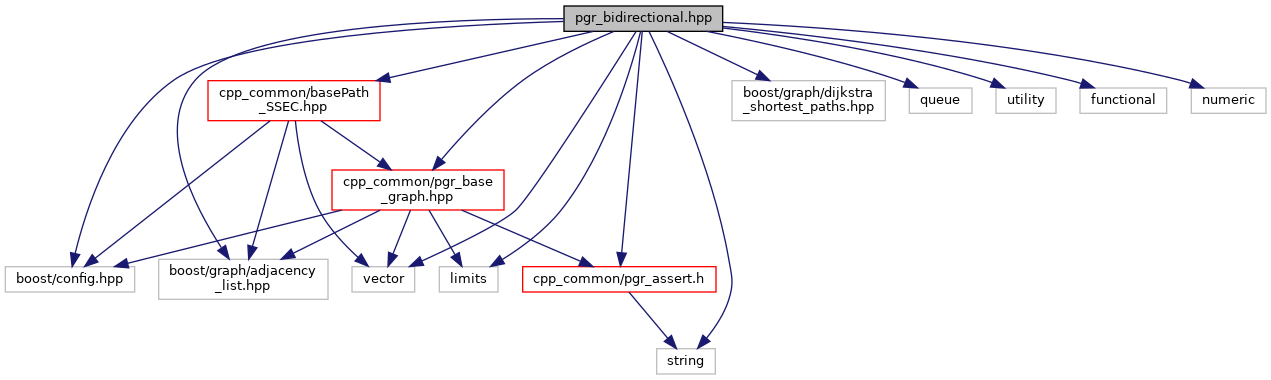 pgr_bidirectional.hpp
cpp_common/basePath
_SSEC.hpp
boost/graph/dijkstra
_shortest_paths.hpp
queue
utility
functional
numeric
cpp_common/pgr_base
_graph.hpp
boost/config.hpp
boost/graph/adjacency
_list.hpp
vector
limits
cpp_common/pgr_assert.h
string